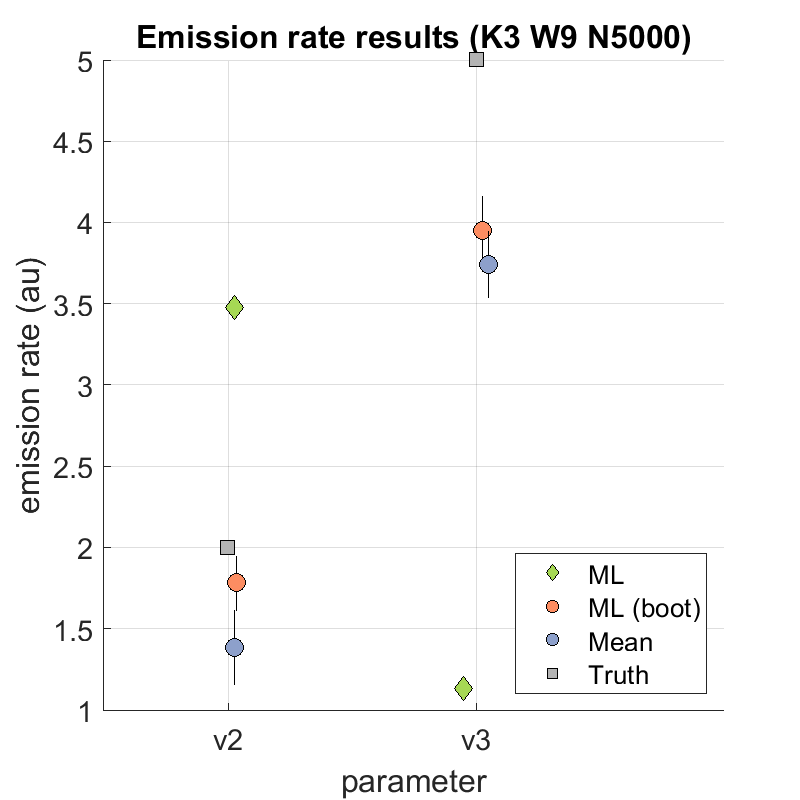 Emission rate results (K3 W9 N5000)
emission rate (au)
5
4.5
4
3.5
3
2.5
2
1.5
1
ML
ML (boot)
Mean
Truth
v2
v3
parameter